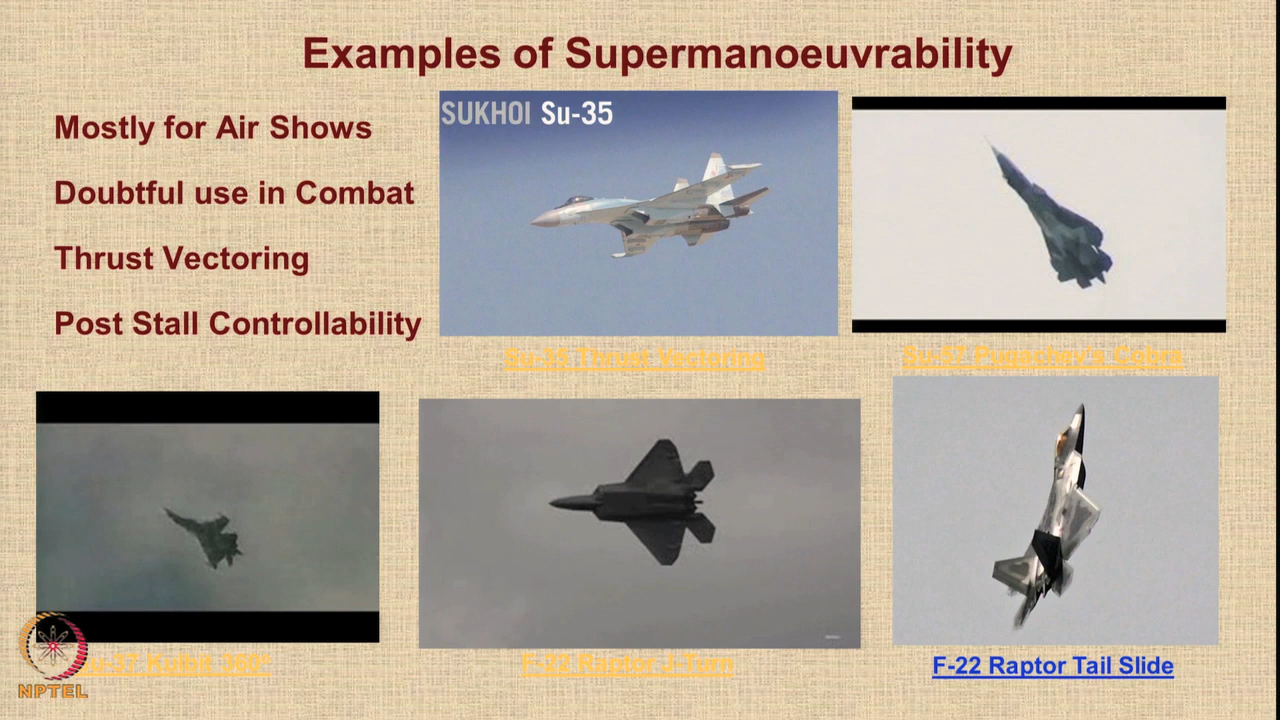 Examples of Supermanoeuvrability
Mostly for Air Shows
Doubtful use in Combat
Thrust Vectoring
Post Stall Controllability
SUKHOI Su-35
Su-35 Thrust Vectoring
Su-57 Pugachev's Cobra
Su-37 Kulbit 360°
F-22 Raptor J-Turn
F-22 Raptor Tail Slide
NPTEL